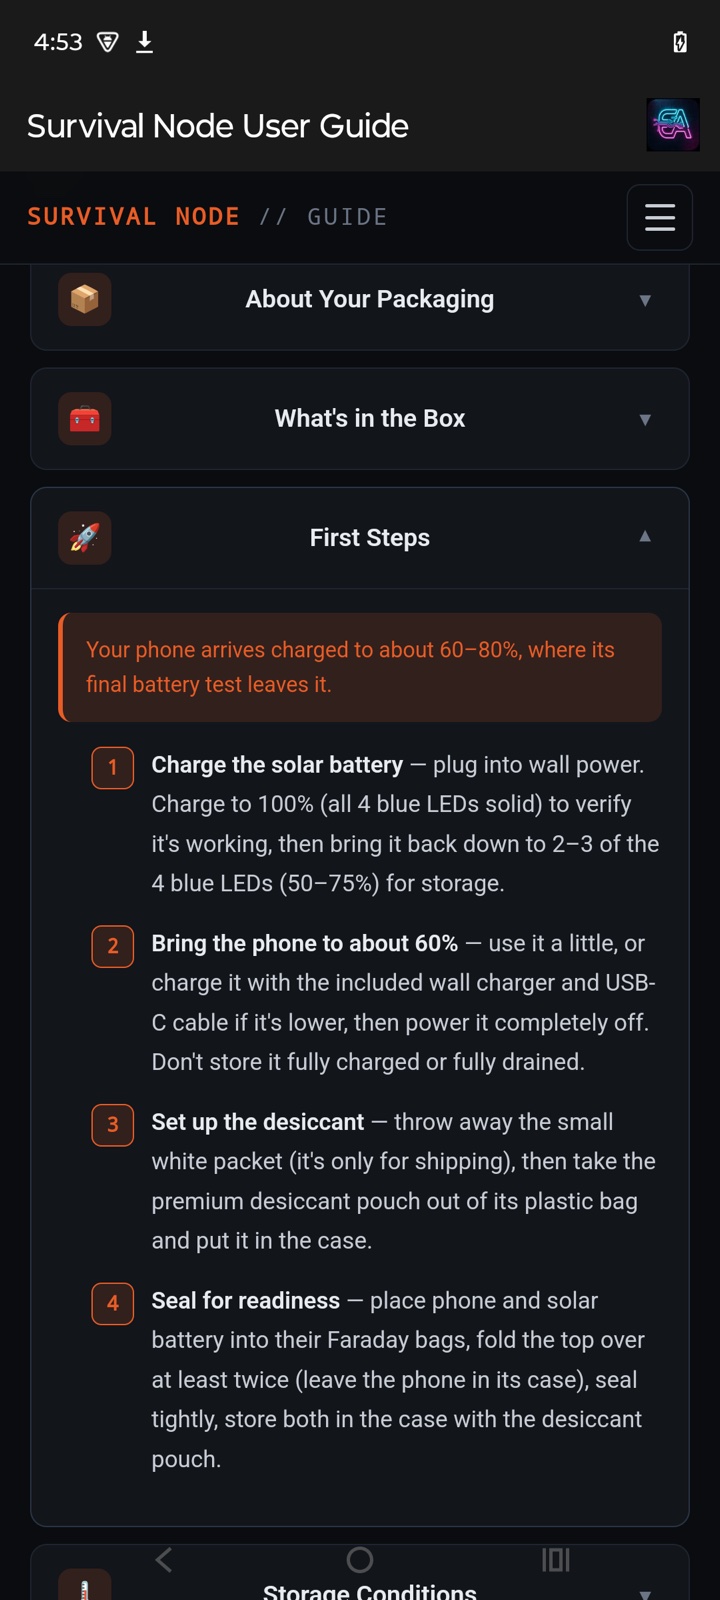 4:53
Survival Node User Guide
SURVIVAL NODE // GUIDE
About Your Packaging ▼
What's in the Box ▼
First Steps ▲
Your phone arrives charged to about 60–80%, where its
final battery test leaves it.
1 Charge the solar battery — plug into wall power.
Charge to 100% (all 4 blue LEDs solid) to verify
it's working, then bring it back down to 2–3 of the
4 blue LEDs (50–75%) for storage.
2 Bring the phone to about 60% — use it a little, or
charge it with the included wall charger and USB-
C cable if it's lower, then power it completely off.
Don't store it fully charged or fully drained.
3 Set up the desiccant — throw away the small
white packet (it's only for shipping), then take the
premium desiccant pouch out of its plastic bag
and put it in the case.
4 Seal for readiness — place phone and solar
battery into their Faraday bags, fold the top over
at least twice (leave the phone in its case), seal
tightly, store both in the case with the desiccant
pouch.
Storage Conditions ▼